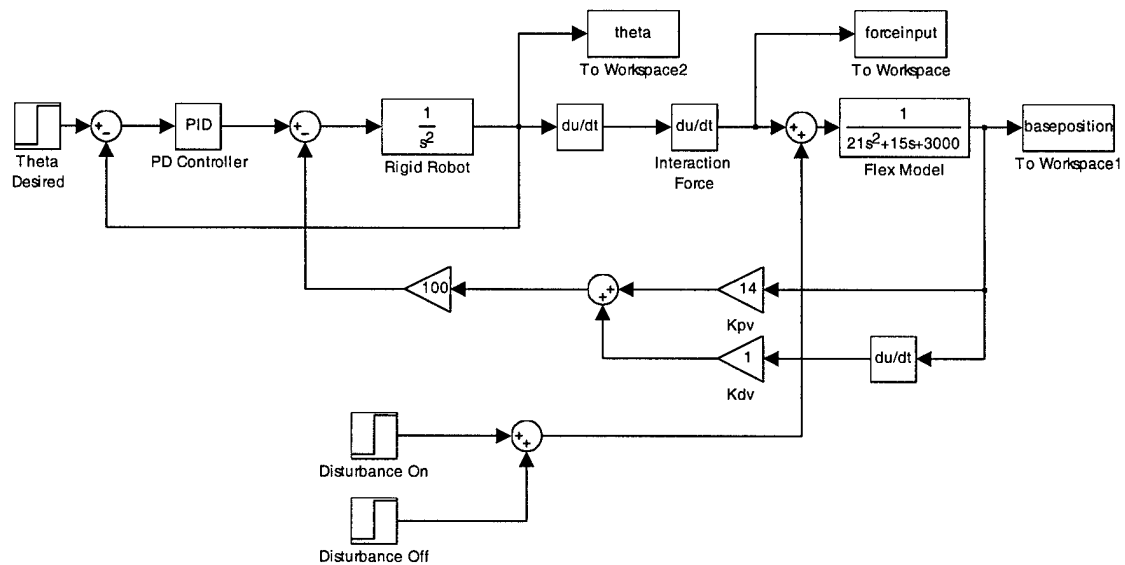 theta
To Workspace2
forceinput
To Workspace
Theta
Desired
+
−
PID
PD Controller
+
−
1
s²
Rigid Robot
du/dt
du/dt
Interaction
Force
+
+
1
21s²+15s+3000
Flex Model
baseposition
To Workspace1
100
+
+
14
Kpv
1
Kdv
du/dt
Disturbance On
+
+
Disturbance Off